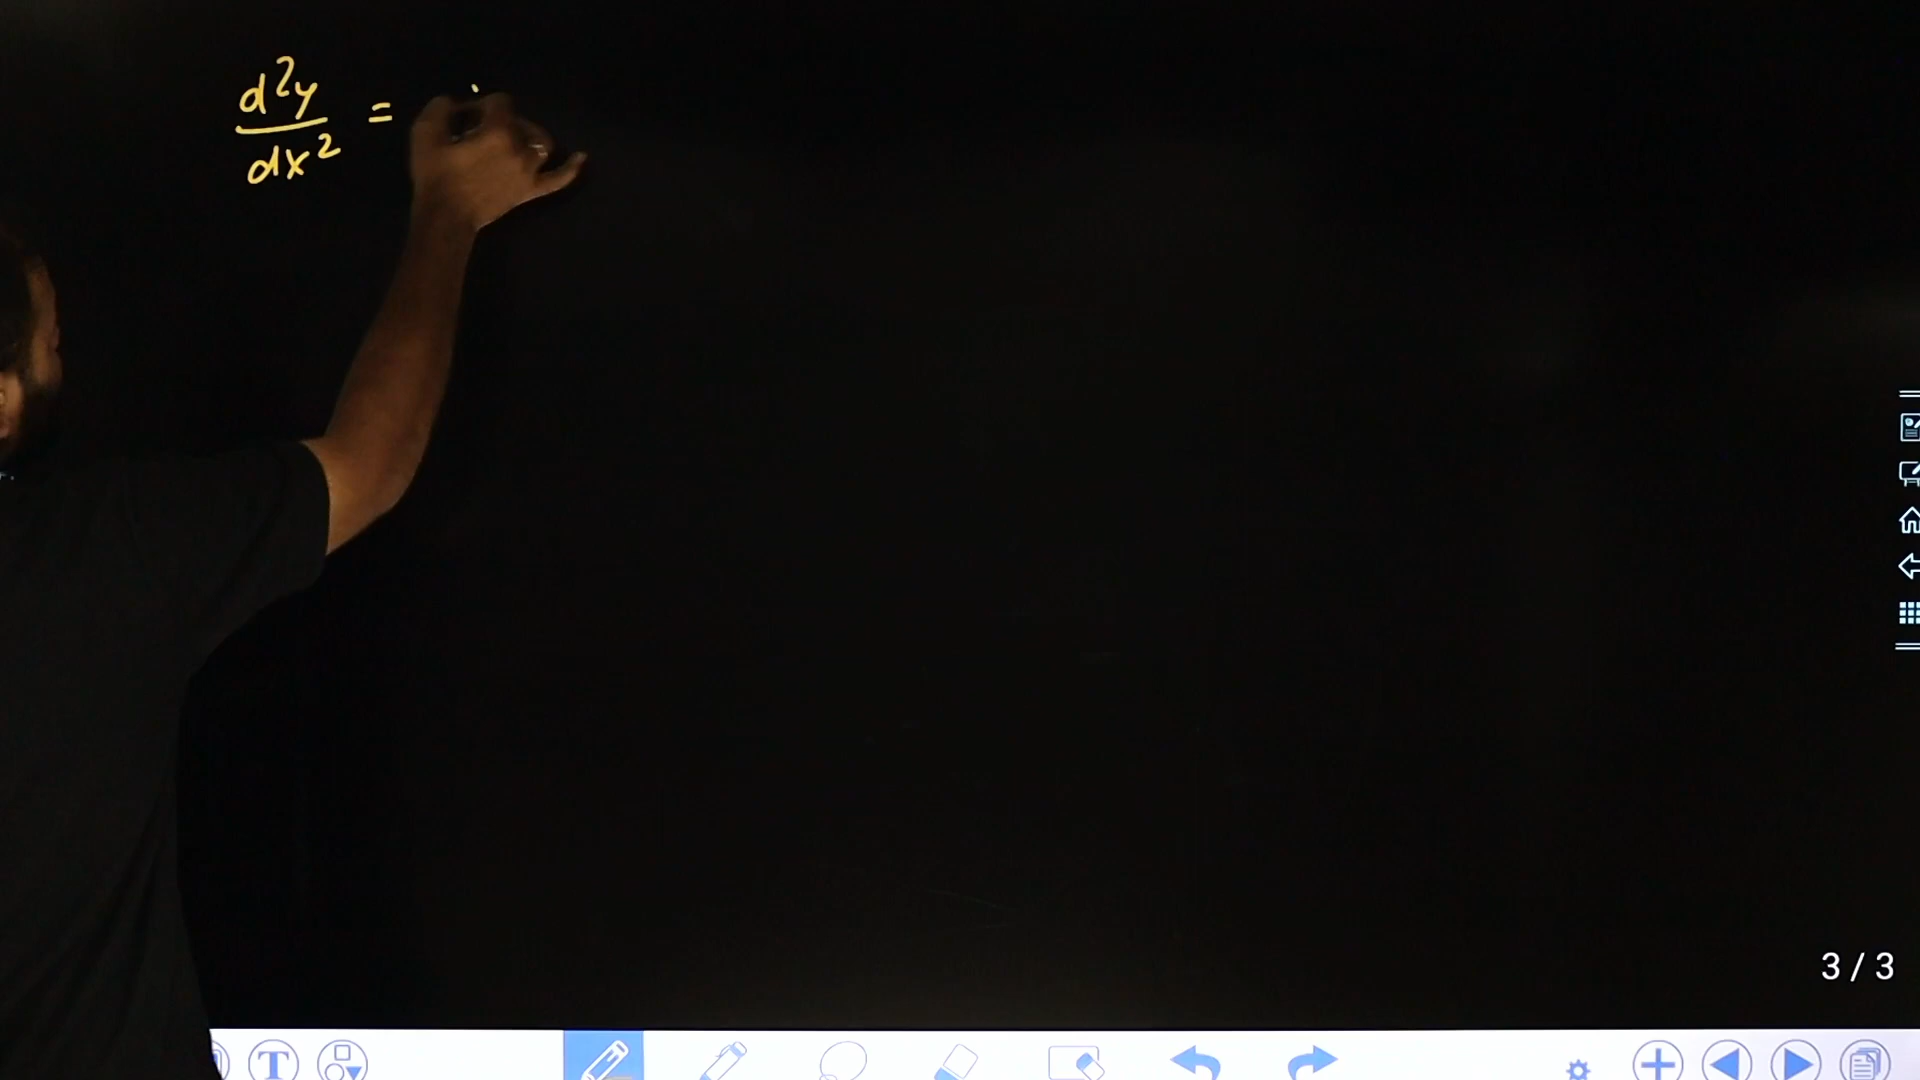 d²y/dx² =
3 / 3
T